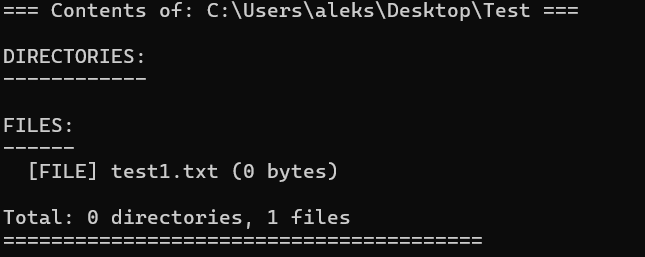 === Contents of: C:\Users\aleks\Desktop\Test ===
DIRECTORIES:
------------
FILES:
------
[FILE] test1.txt (0 bytes)
Total: 0 directories, 1 files
========================================